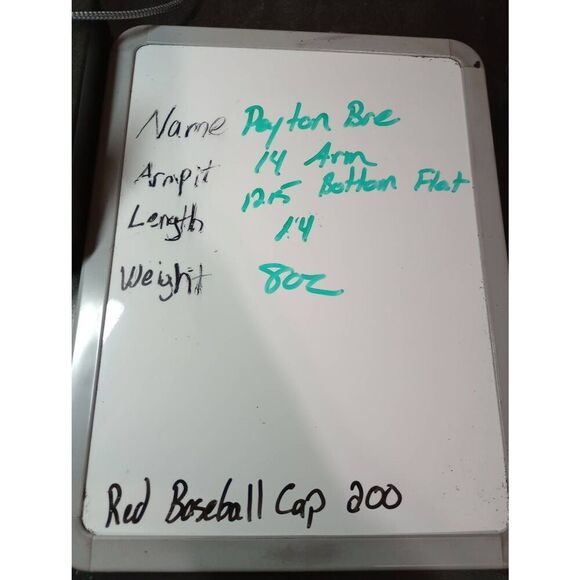 Name Payton Bre
Armpit 14 Arm
12.5 Bottom Flat
Length 14
Weight 8oz
Red Baseball Cap 200